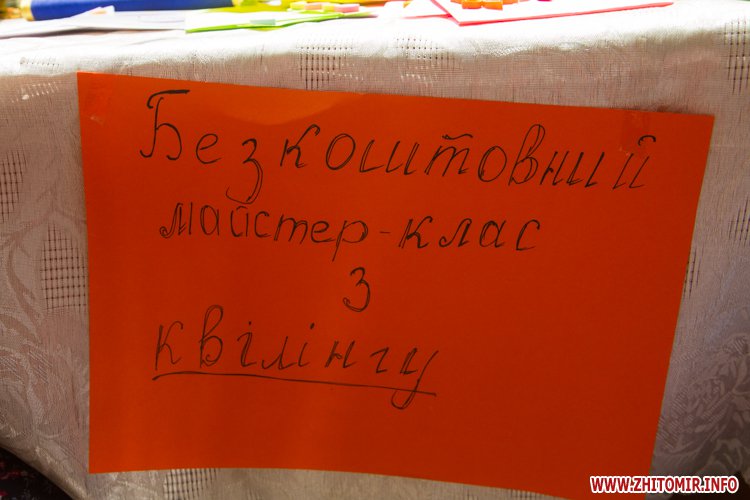 Безкоштовний
майстер-клас
з
квілінгу
WWW.ZHITOMIR.INFO